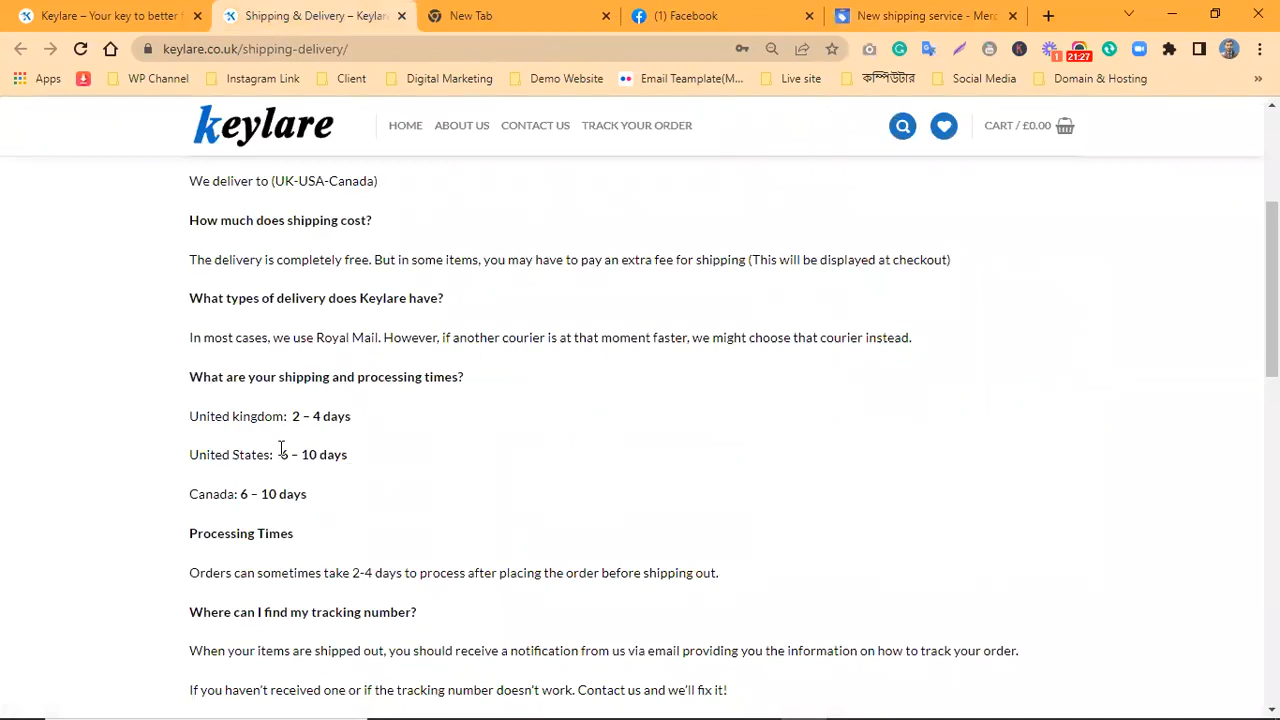 Keylare – Your key to better
Shipping & Delivery – Keylar
New Tab
(1) Facebook
New shipping service - Merc
keylare.co.uk/shipping-delivery/
1
21:27
Apps
WP Channel
Instagram Link
Client
Digital Marketing
Demo Website
Email Templete(M...
Live site
কম্পিউটার
Social Media
Domain & Hosting
»
keylare
HOME
ABOUT US
CONTACT US
TRACK YOUR ORDER
CART / £0.00
We deliver to (UK-USA-Canada)
How much does shipping cost?
The delivery is completely free. But in some items, you may have to pay an extra fee for shipping (This will be displayed at checkout)
What types of delivery does Keylare have?
In most cases, we use Royal Mail. However, if another courier is at that moment faster, we might choose that courier instead.
What are your shipping and processing times?
United kingdom: 2 – 4 days
United States: 6 – 10 days
Canada: 6 – 10 days
Processing Times
Orders can sometimes take 2-4 days to process after placing the order before shipping out.
Where can I find my tracking number?
When your items are shipped out, you should receive a notification from us via email providing you the information on how to track your order.
If you haven't received one or if the tracking number doesn't work. Contact us and we'll fix it!